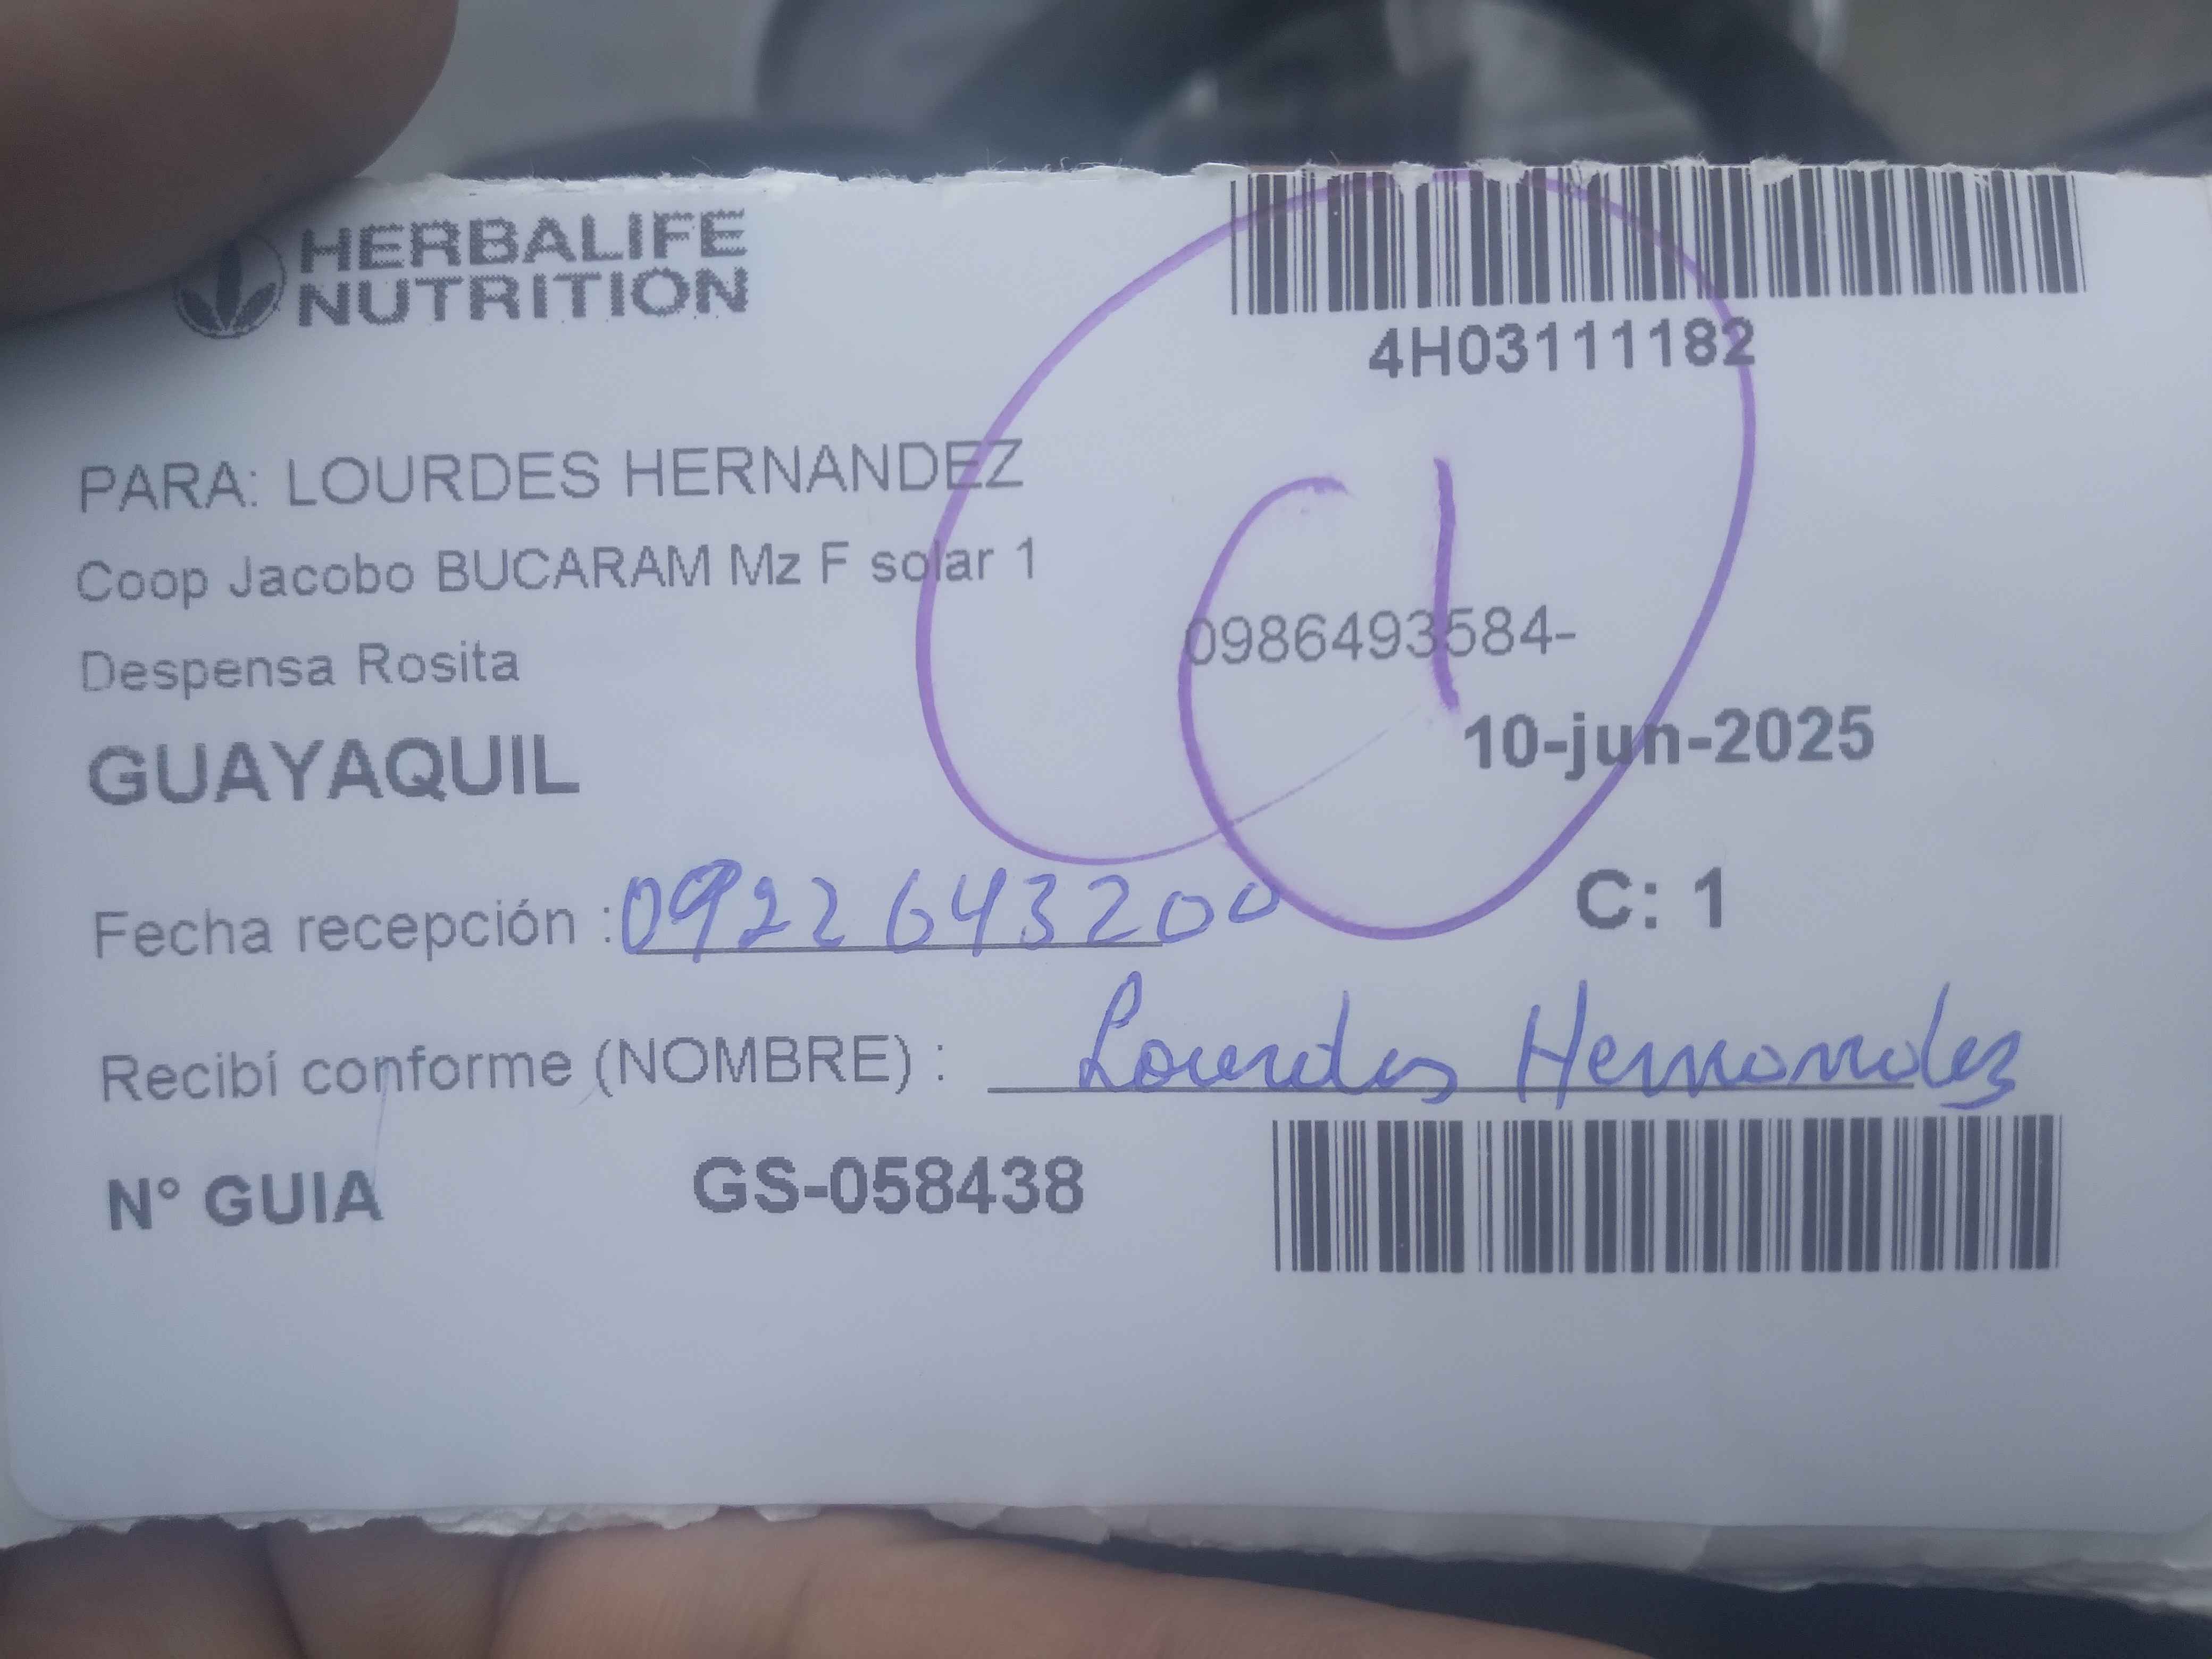 HERBALIFE
NUTRITION
4H03111182
PARA: LOURDES HERNANDEZ
Coop Jacobo BUCARAM Mz F solar 1
0986493584-
Despensa Rosita
10-jun-2025
GUAYAQUIL
C: 1
Fecha recepción : 0922643200
Recibí conforme (NOMBRE) : Lourdes Hernandez
N° GUIA GS-058438